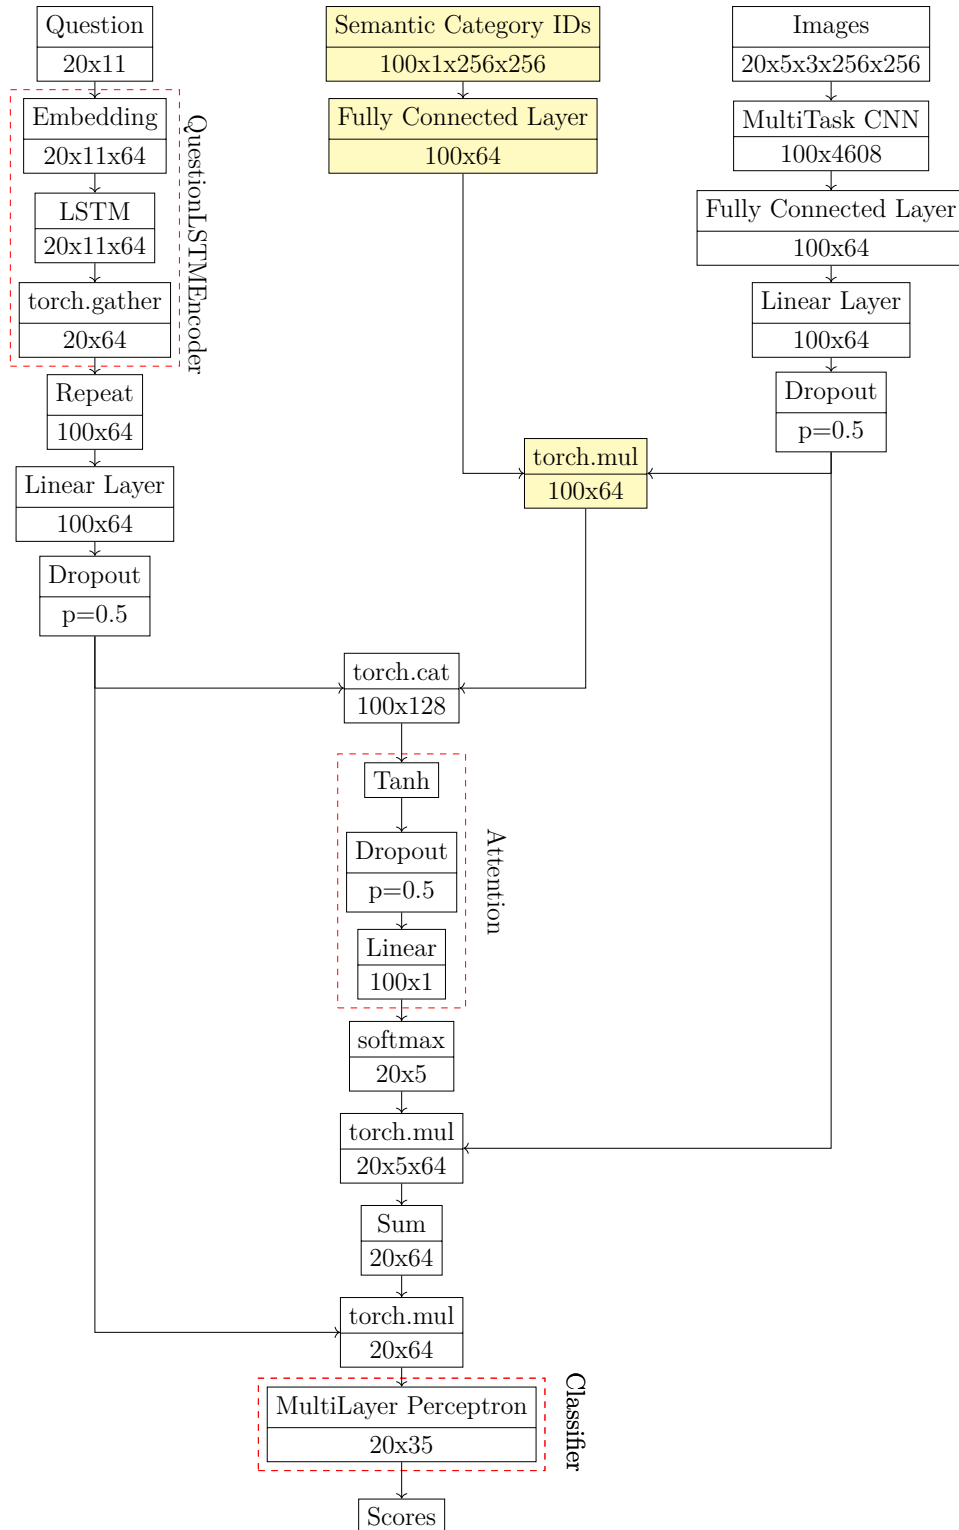 Question
20x11
Embedding
20x11x64
LSTM
20x11x64
torch.gather
20x64
QuestionLSTMEncoder
Repeat
100x64
Linear Layer
100x64
Dropout
p=0.5
Semantic Category IDs
100x1x256x256
Fully Connected Layer
100x64
Images
20x5x3x256x256
MultiTask CNN
100x4608
Fully Connected Layer
100x64
Linear Layer
100x64
Dropout
p=0.5
torch.mul
100x64
torch.cat
100x128
Tanh
Dropout
p=0.5
Linear
100x1
Attention
softmax
20x5
torch.mul
20x5x64
Sum
20x64
torch.mul
20x64
MultiLayer Perceptron
20x35
Classifier
Scores